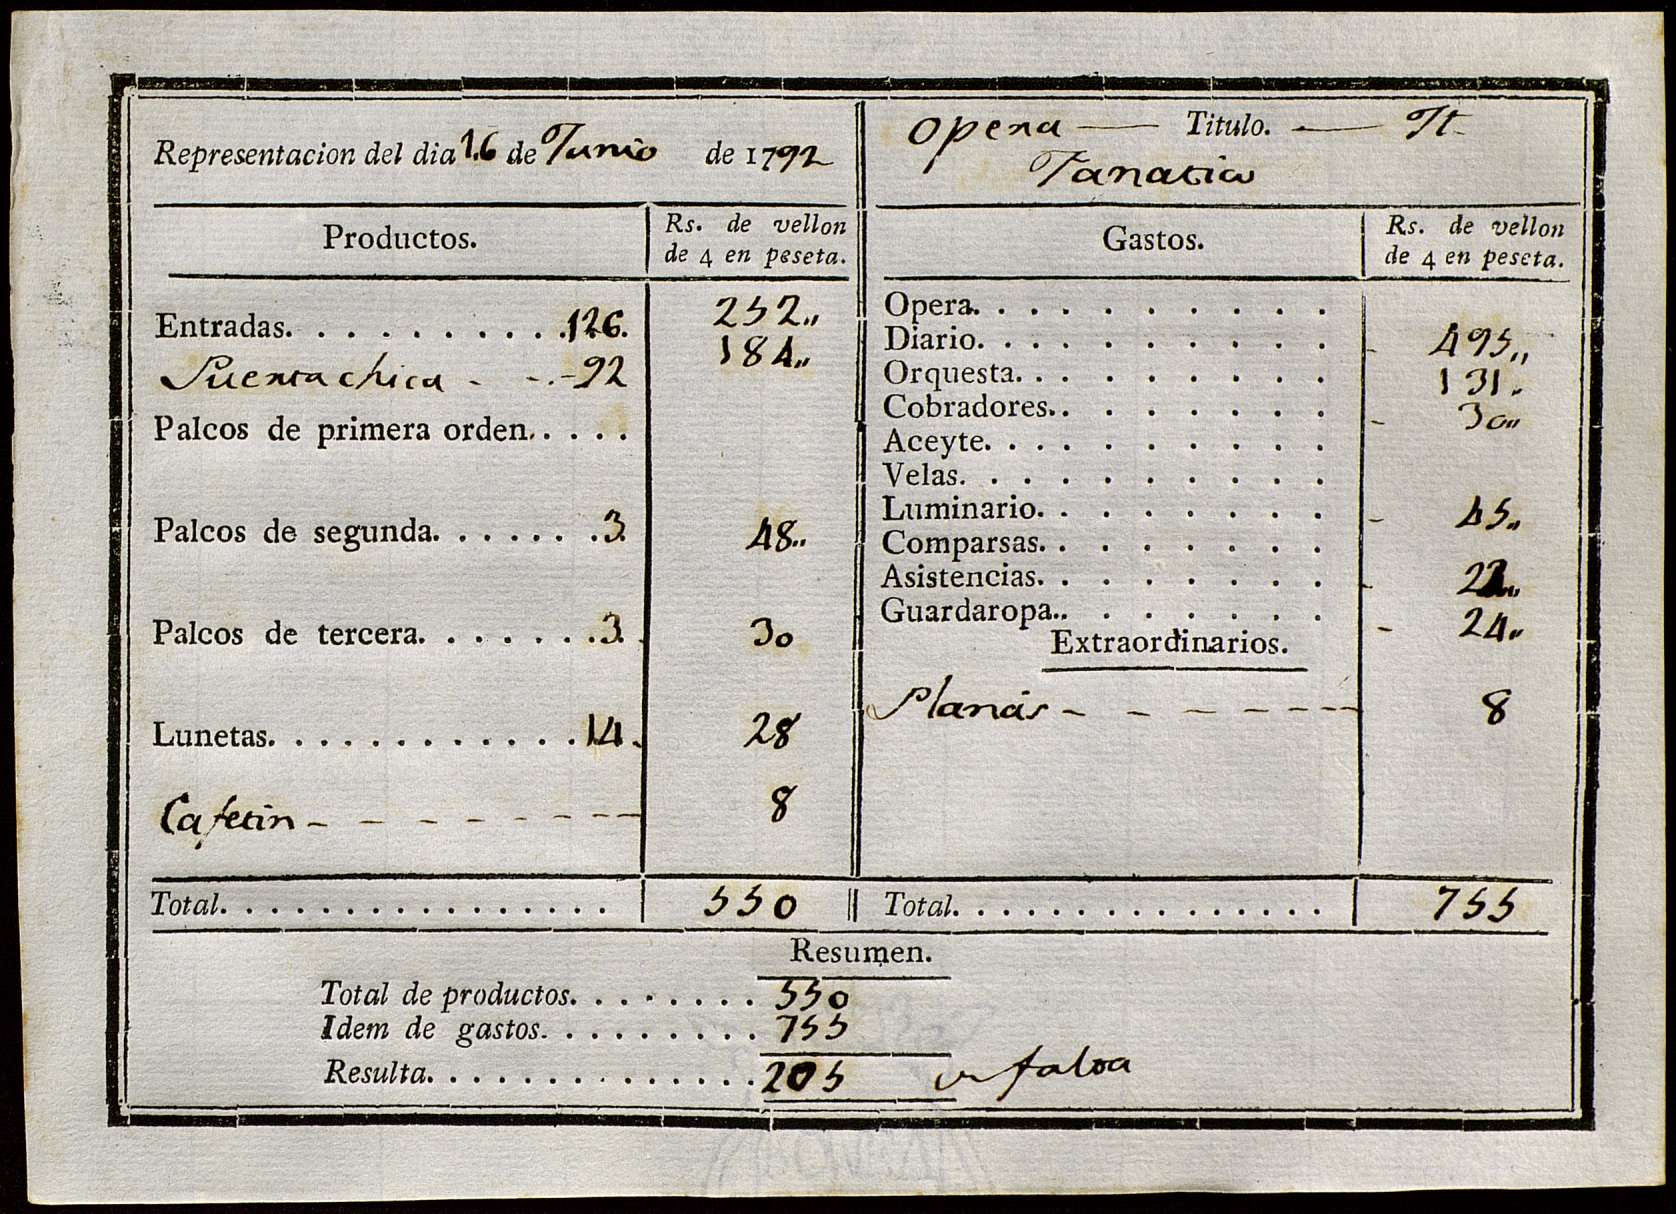 Representacion del dia 16 de Junio de 1792
Opera — Titulo. — It
Fanatico
Productos.
Rs. de vellon
de 4 en peseta.
Entradas. . . . . . . . . . 126. 252"
Puerta chica - - - 92 184"
Palcos de primera orden. . . . .
Palcos de segunda. . . . . . . 3. 48"
Palcos de tercera. . . . . . . 3. 30
Lunetas. . . . . . . . . . . . . 14. 28
Cafetin - - - - - - - - 8
Total. . . . . . . . . . . . . . . . 550
Gastos.
Rs. de vellon
de 4 en peseta.
Opera. . . . . . . . . .
Diario. . . . . . . . . . 495"
Orquesta. . . . . . . . . 131"
Cobradores. . . . . . . . 30"
Aceyte. . . . . . . . . .
Velas. . . . . . . . . . .
Luminario. . . . . . . . 45"
Comparsas. . . . . . . .
Asistencias. . . . . . . . 22"
Guardaropa. . . . . . . . 24"
Extraordinarios.
Planas - - - - - - - - 8
Total. . . . . . . . . . . . . . . 755
Resumen.
Total de productos. . . . . . . . 550
Idem de gastos. . . . . . . . . 755
Resulta. . . . . . . . . . . . . . 205 falta